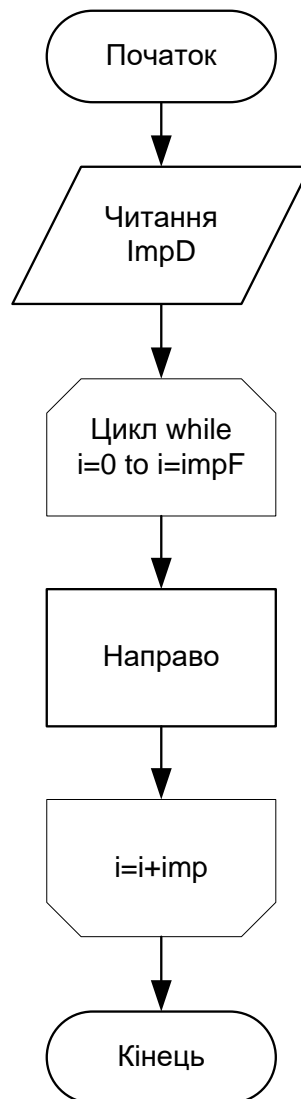 Початок
Читання
ImpD
Цикл while
i=0 to i=impF
Направо
i=i+imp
Кінець